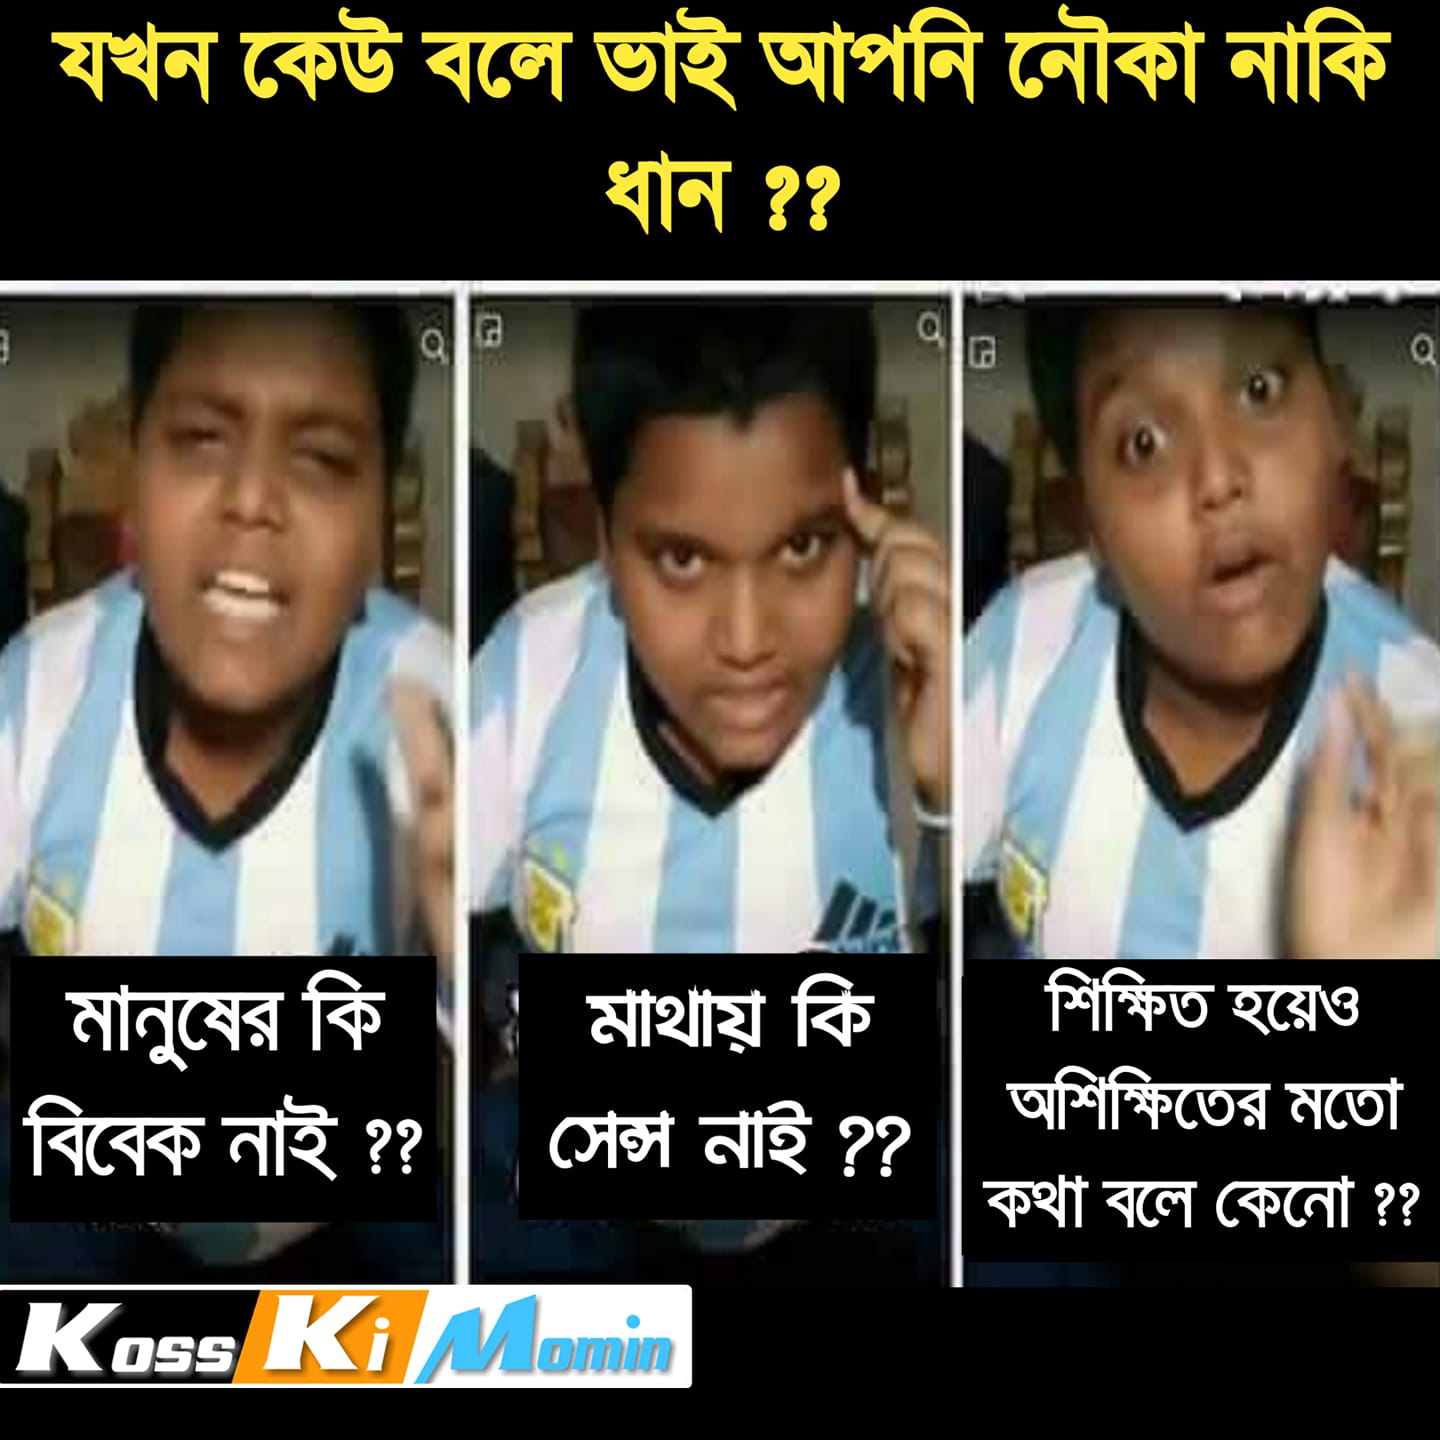 যখন কেউ বলে ভাই আপনি নৌকা নাকি
ধান ??
মানুষের কি
বিবেক নাই ??
মাথায় কি
সেন্স নাই ??
শিক্ষিত হয়েও
অশিক্ষিতের মতো
কথা বলে কেনো ??
Koss Ki Momin